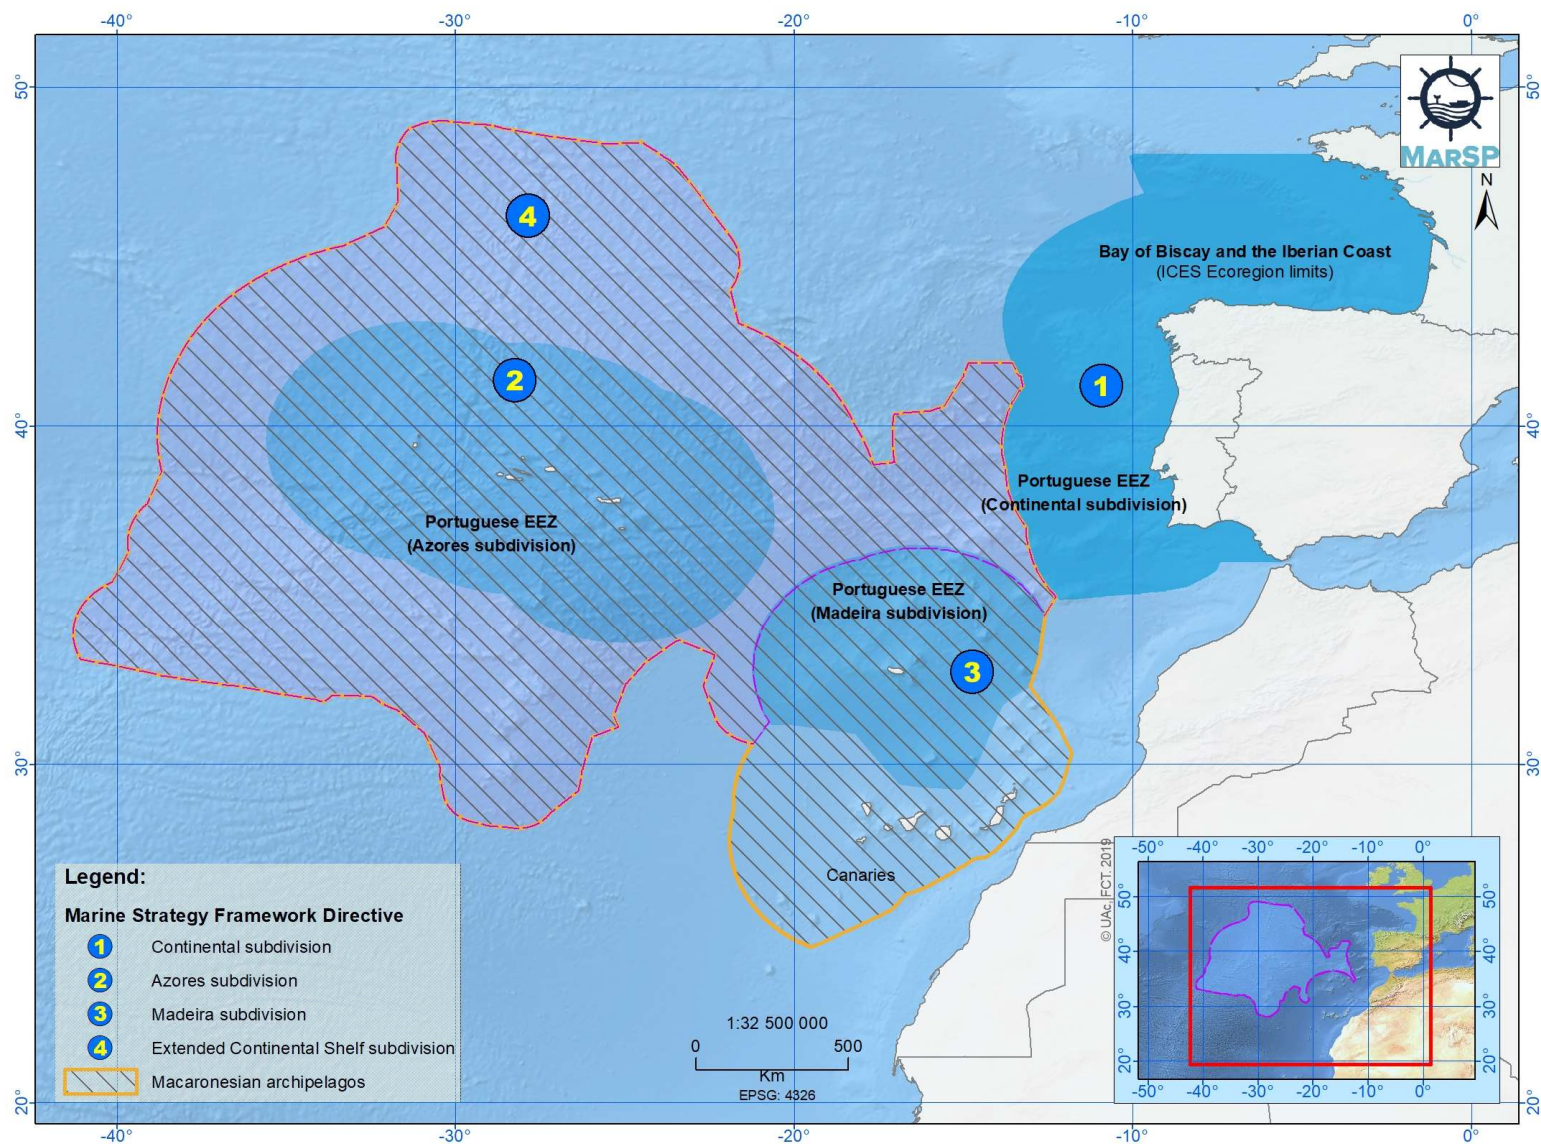 -40°
-30°
-20°
-10°
0°
50°
50°
MARSP
N
4
Bay of Biscay and the Iberian Coast
(ICES Ecoregion limits)
2
1
40°
40°
Portuguese EEZ
(Continental subdivision)
Portuguese EEZ
(Azores subdivision)
Portuguese EEZ
(Madeira subdivision)
3
30°
30°
Canaries
Legend:
Marine Strategy Framework Directive
1 Continental subdivision
2 Azores subdivision
3 Madeira subdivision
4 Extended Continental Shelf subdivision
Macaronesian archipelagos
1:32 500 000
0 500
Km
EPSG: 4326
© UAc, FCT. 2019
-50° -40° -30° -20° -10° 0°
50°
50°
40°
40°
30°
30°
20°
20°
-50° -40° -30° -20° -10° 0°
20°
20°
-40°
-30°
-20°
-10°
0°